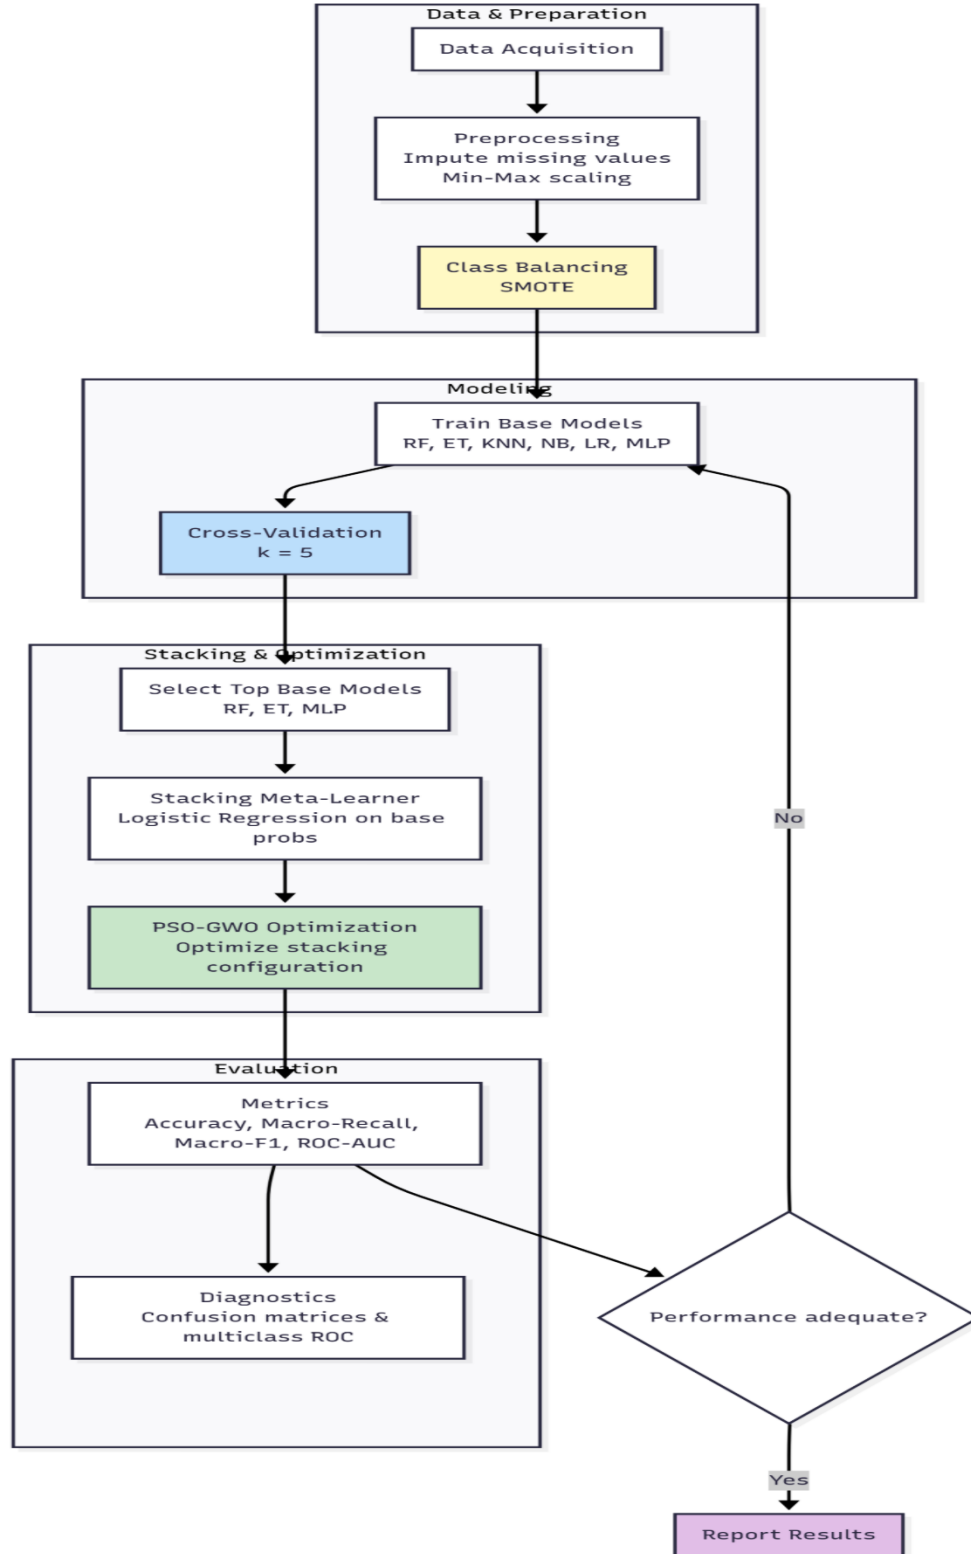 Data & Preparation
Data Acquisition
Preprocessing
Impute missing values
Min-Max scaling
Class Balancing
SMOTE
Modeling
Train Base Models
RF, ET, KNN, NB, LR, MLP
Cross-Validation
k = 5
Stacking & Optimization
Select Top Base Models
RF, ET, MLP
Stacking Meta-Learner
Logistic Regression on base
probs
No
PSO-GWO Optimization
Optimize stacking
configuration
Evaluation
Metrics
Accuracy, Macro-Recall,
Macro-F1, ROC-AUC
Diagnostics
Confusion matrices &
multiclass ROC
Performance adequate?
Yes
Report Results